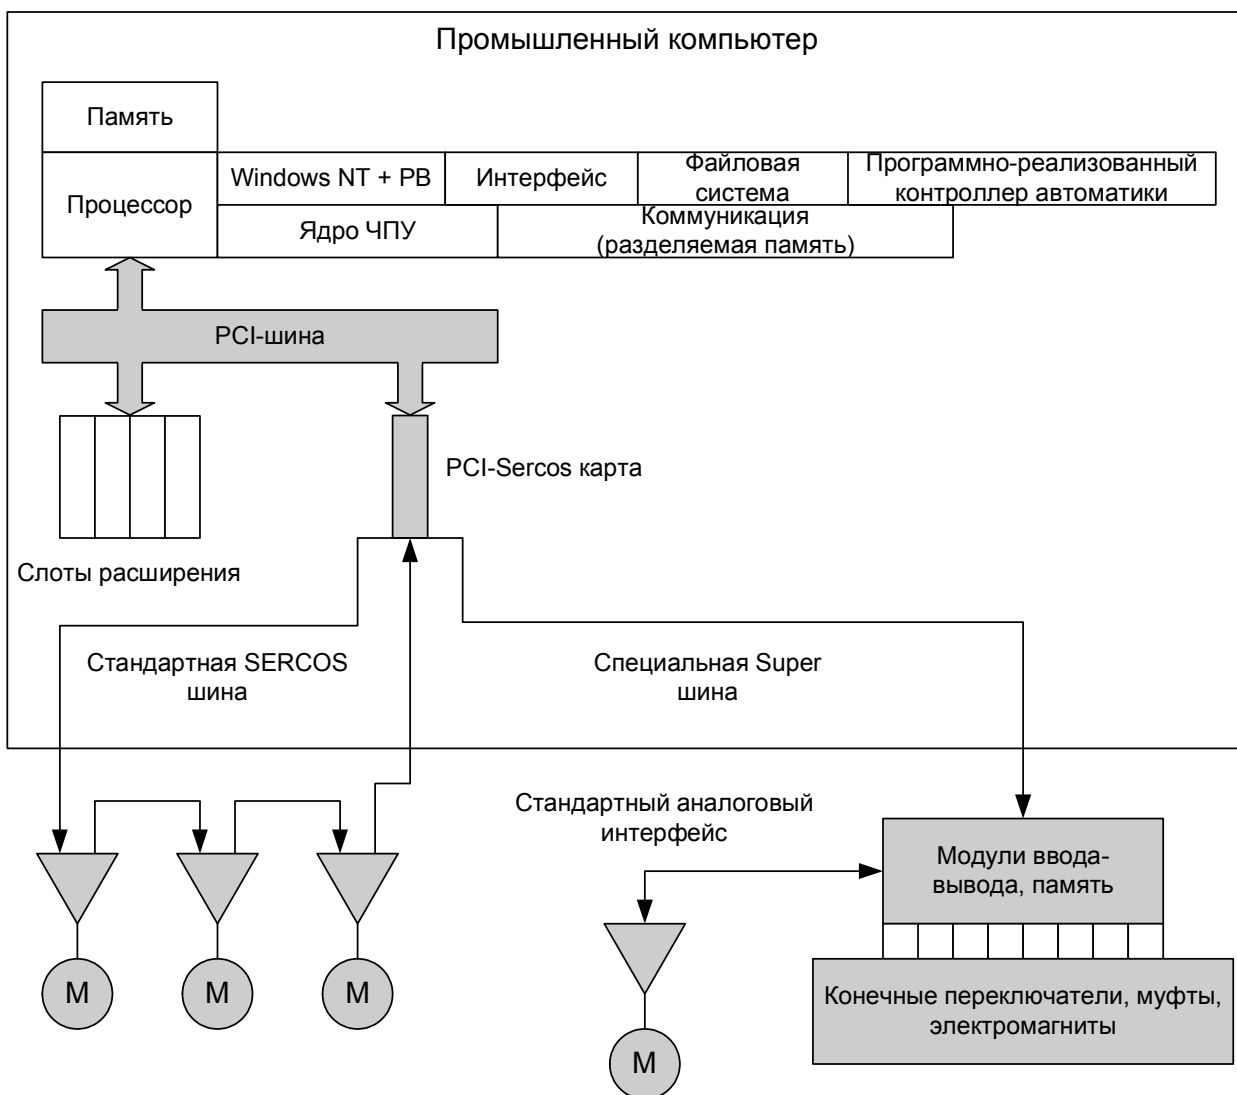 Промышленный компьютер
Память
Процессор
Windows NT + РВ
Интерфейс
Файловая
система
Программно-реализованный
контроллер автоматики
Ядро ЧПУ
Коммуникация
(разделяемая память)
PCI-шина
PCI-Sercos карта
Слоты расширения
Стандартная SERCOS
шина
Специальная Super
шина
Стандартный аналоговый
интерфейс
Модули ввода-
вывода, память
М
М
М
М
Конечные переключатели, муфты,
электромагниты